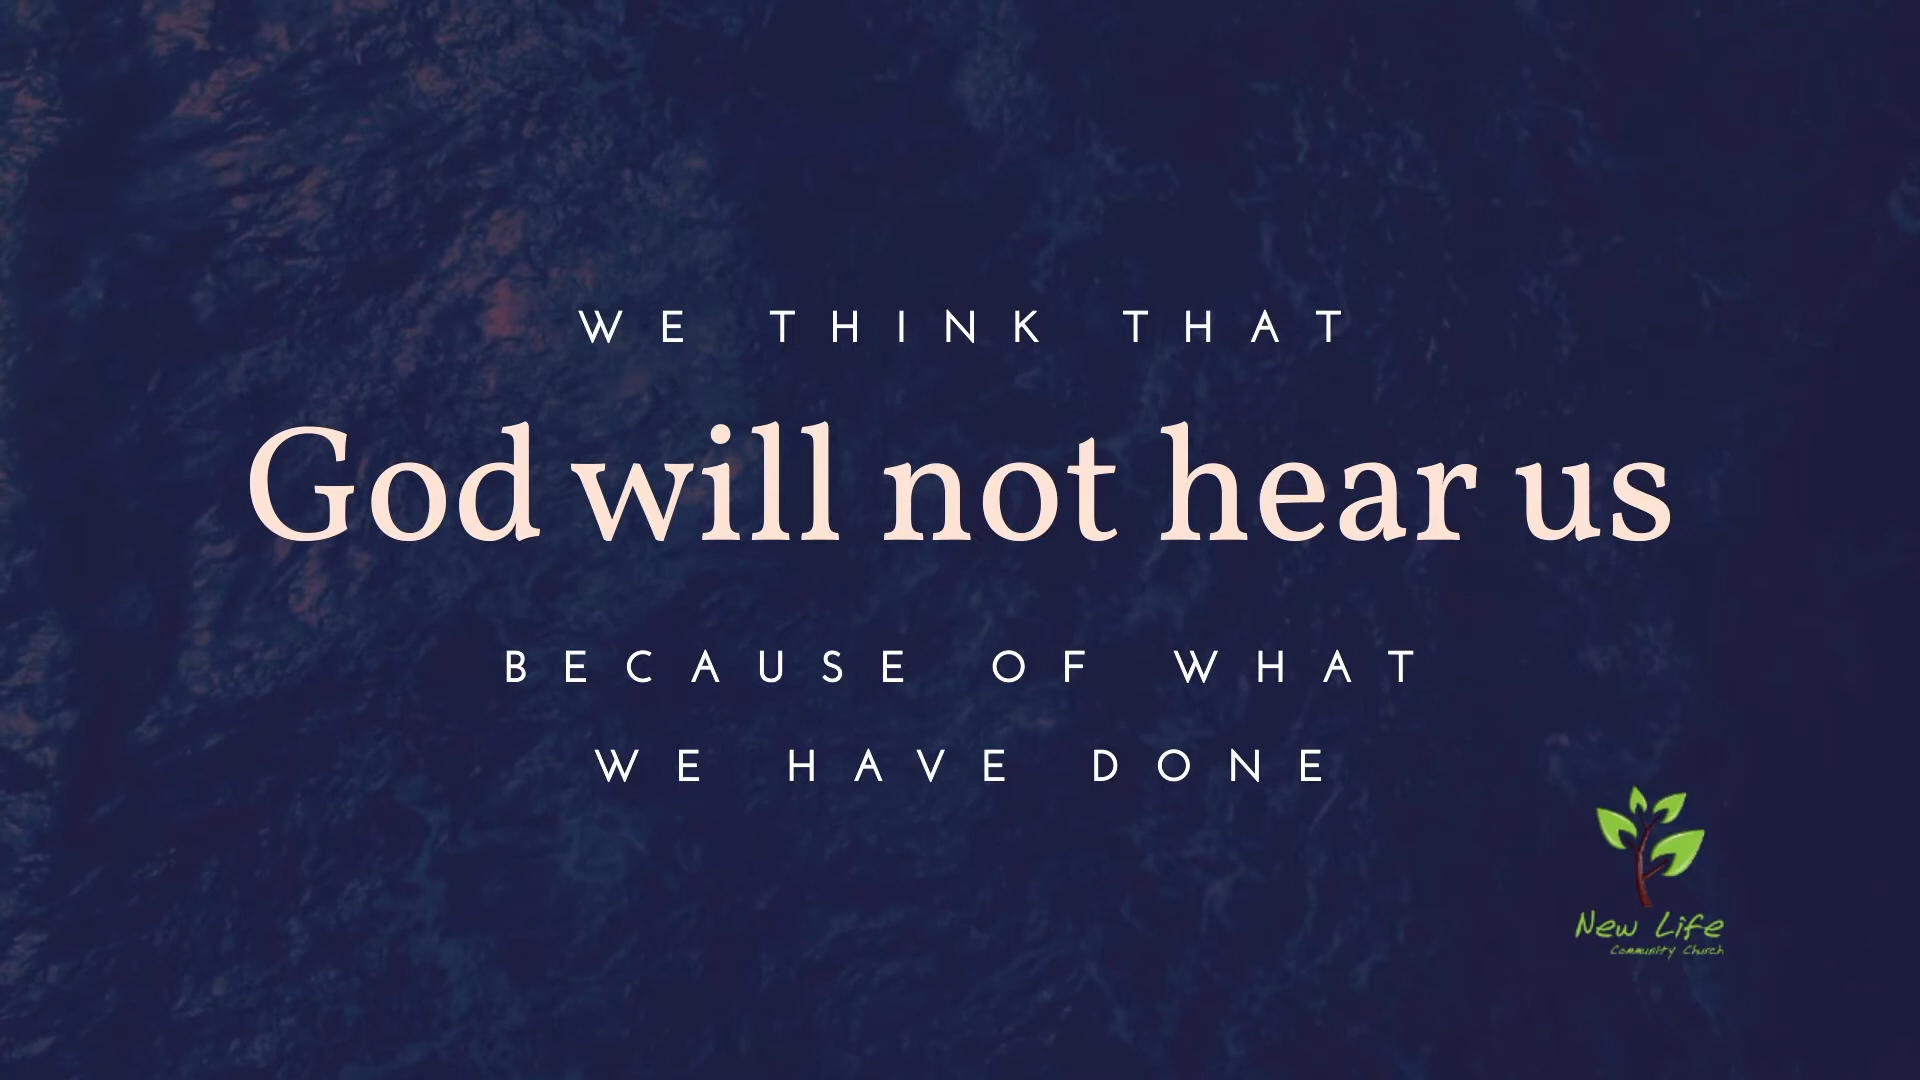 WE THINK THAT
God will not hear us
BECAUSE OF WHAT
WE HAVE DONE
New Life
Community Church